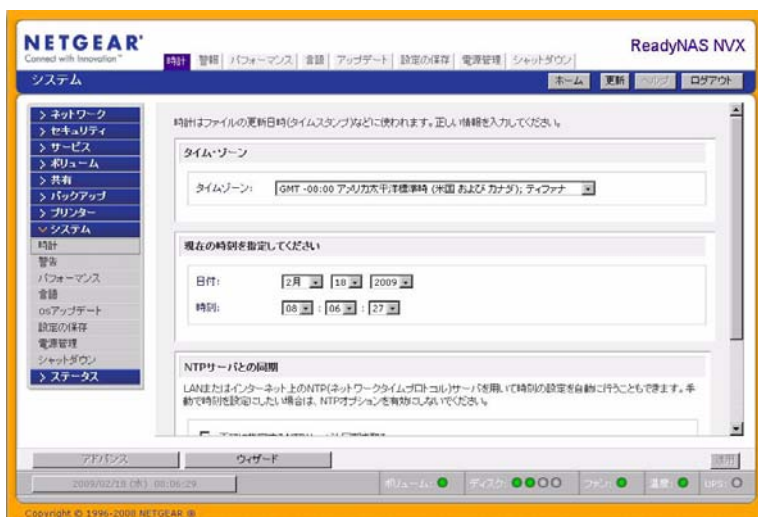 NETGEAR
Connect with Innovation™
ReadyNAS NVX
時計 警報 パフォーマンス 言語 アップデート 設定の保存 電源管理 シャットダウン
システム
ホーム 更新 ヘルプ ログアウト
> ネットワーク
> セキュリティ
> サービス
> ボリューム
> 共有
> バックアップ
> プリンター
システム
時計
警告
パフォーマンス
言語
osアップデート
設定の保存
電源管理
シャットダウン
> ステータス
時計はファイルの更新日時(タイムスタンプ)などに使われます。正しい情報を入力してください。
タイム・ゾーン
タイムゾーン: GMT -08:00 アメリカ太平洋標準時 (米国 および カナダ); ティファナ
現在の時刻を指定してください
日付: 2月 18 2009
時刻: 08 : 06 : 27
NTPサーバとの同期
LANまたはインターネット上のNTP(ネットワークタイムプロトコル)サーバを用いて時刻の設定を自動に行うこともできます。手
動で時刻を設定にしたい場合は、NTPオプションを有効にしないでください。
アドバンス ウィザード 適用
2009/02/18 (水) 08:06:29 ボリューム: ディスク: ファン: 温度: UPS:
Copyright © 1996-2008 NETGEAR ®